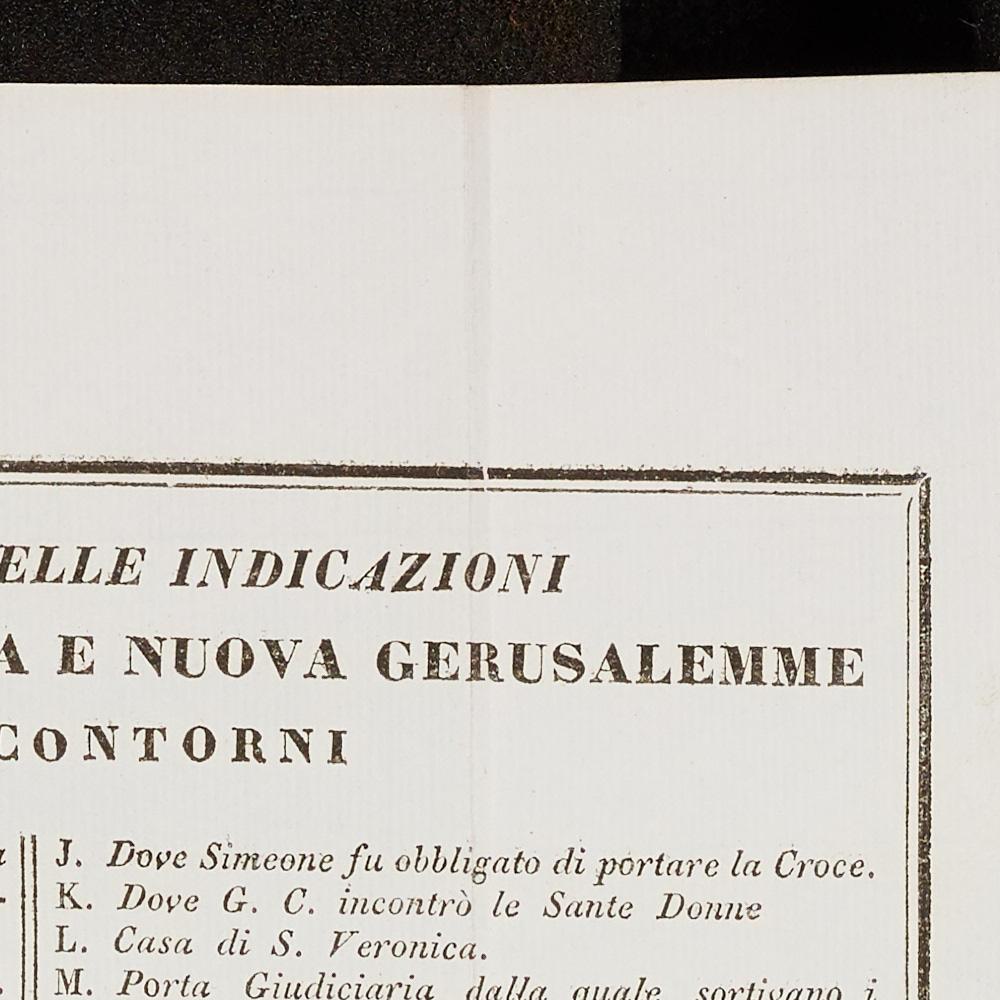 ELLE INDICAZIONI
A E NUOVA GERUSALEMME
CONTORNI
J. Dove Simeone fu obbligato di portare la Croce.
K. Dove G. C. incontrò le Sante Donne
L. Casa di S. Veronica.
M. Porta Giudiciaria dalla quale sortivano i